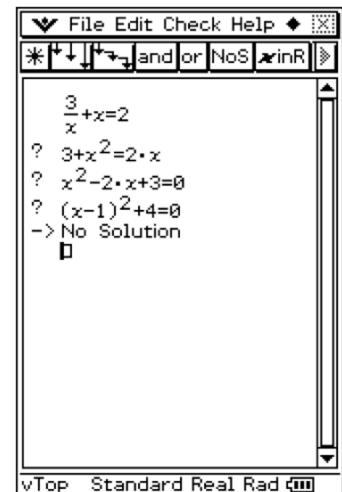 File Edit Check Help
and or NoS xinR
3/x+x=2
? 3+x²=2·x
? x²-2·x+3=0
? (x-1)²+4=0
-> No Solution
vTop Standard Real Rad